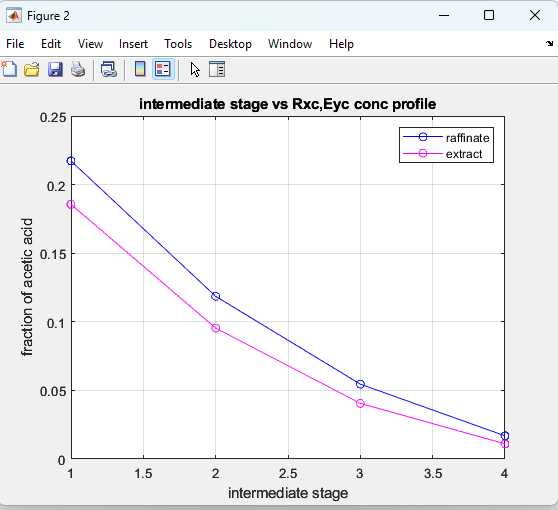 Figure 2
File Edit View Insert Tools Desktop Window Help
intermediate stage vs Rxc,Eyc conc profile
raffinate
extract
fraction of acetic acid
0.25
0.2
0.15
0.1
0.05
0
1 1.5 2 2.5 3 3.5 4
intermediate stage